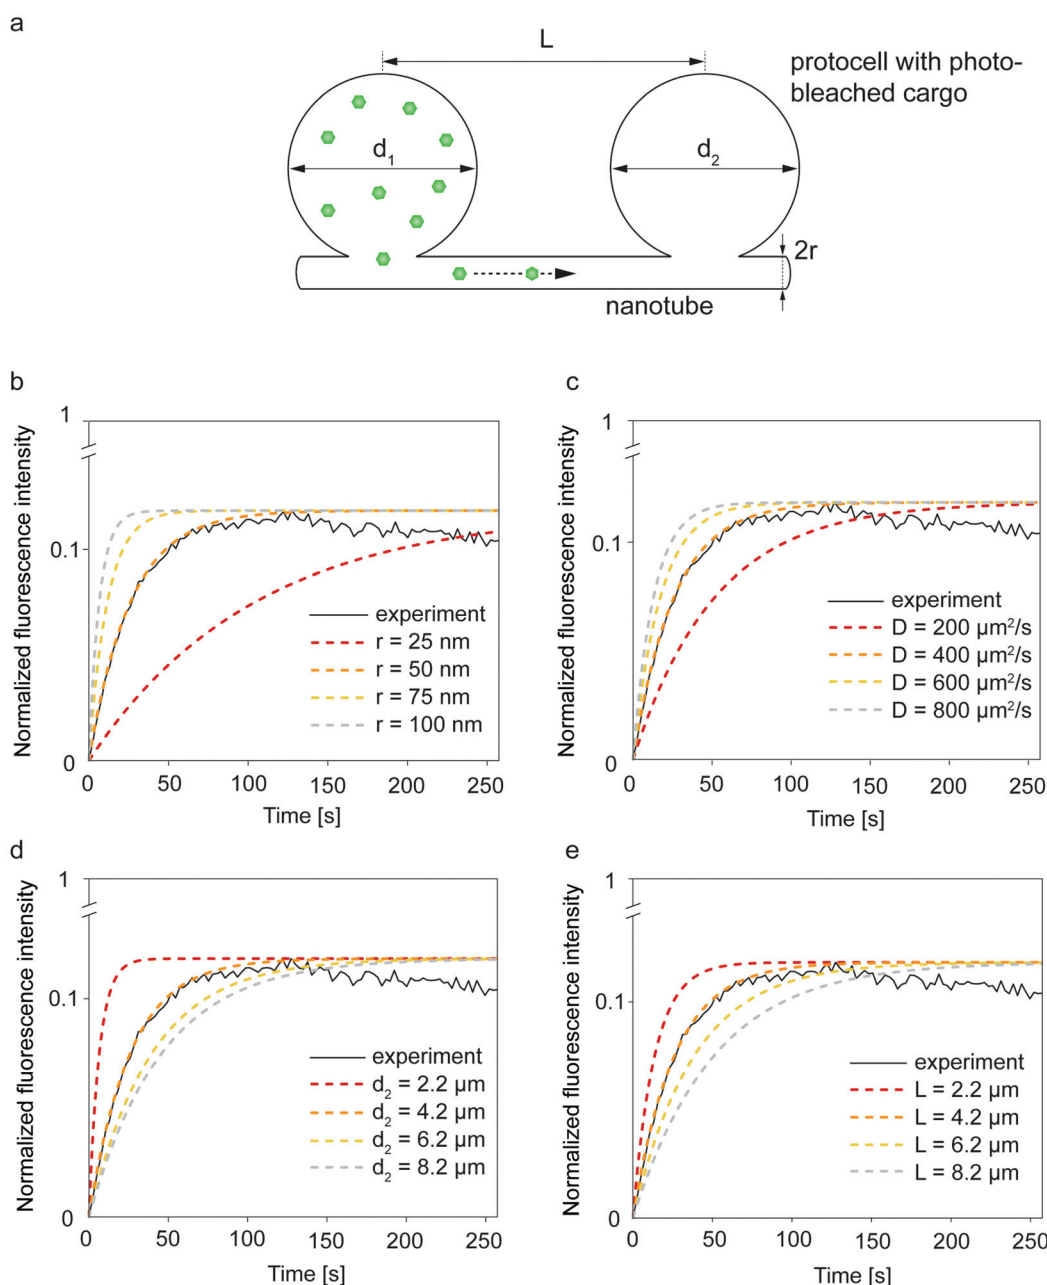 a
L
protocell with photo-
bleached cargo
d1
d2
2r
nanotube
b
Normalized fluorescence intensity
1
0.1
0
experiment
r = 25 nm
r = 50 nm
r = 75 nm
r = 100 nm
0 50 100 150 200 250
Time [s]
c
Normalized fluorescence intensity
1
0.1
0
experiment
D = 200 µm²/s
D = 400 µm²/s
D = 600 µm²/s
D = 800 µm²/s
0 50 100 150 200 250
Time [s]
d
Normalized fluorescence intensity
1
0.1
0
experiment
d2 = 2.2 µm
d2 = 4.2 µm
d2 = 6.2 µm
d2 = 8.2 µm
0 50 100 150 200 250
Time [s]
e
Normalized fluorescence intensity
1
0.1
0
experiment
L = 2.2 µm
L = 4.2 µm
L = 6.2 µm
L = 8.2 µm
0 50 100 150 200 250
Time [s]